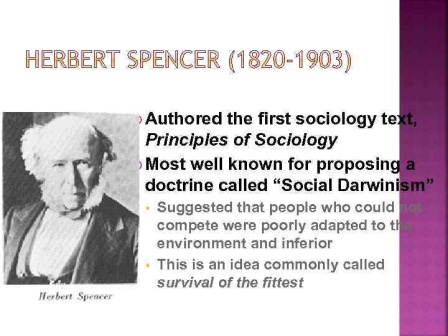 HERBERT SPENCER (1820-1903)
Authored the first sociology text,
Principles of Sociology
Most well known for proposing a
doctrine called “Social Darwinism”
Suggested that people who could not
compete were poorly adapted to the
environment and inferior
This is an idea commonly called
survival of the fittest
Herbert Spencer